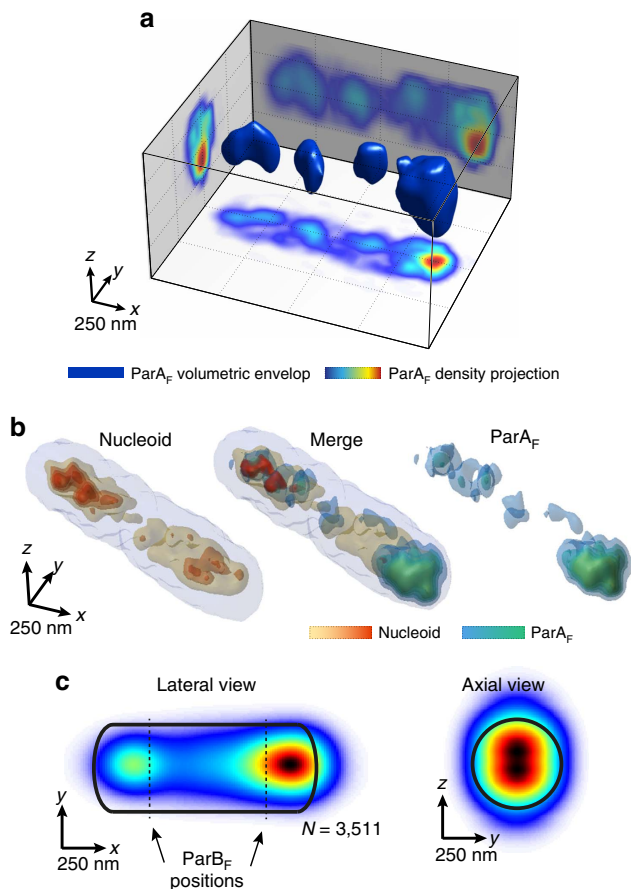 a
z
y
x
250 nm
ParA_F volumetric envelop
ParA_F density projection
b
Nucleoid
Merge
ParA_F
z
y
x
250 nm
Nucleoid
ParA_F
c
Lateral view
Axial view
y
x
250 nm
ParB_F
positions
N = 3,511
z
y
250 nm